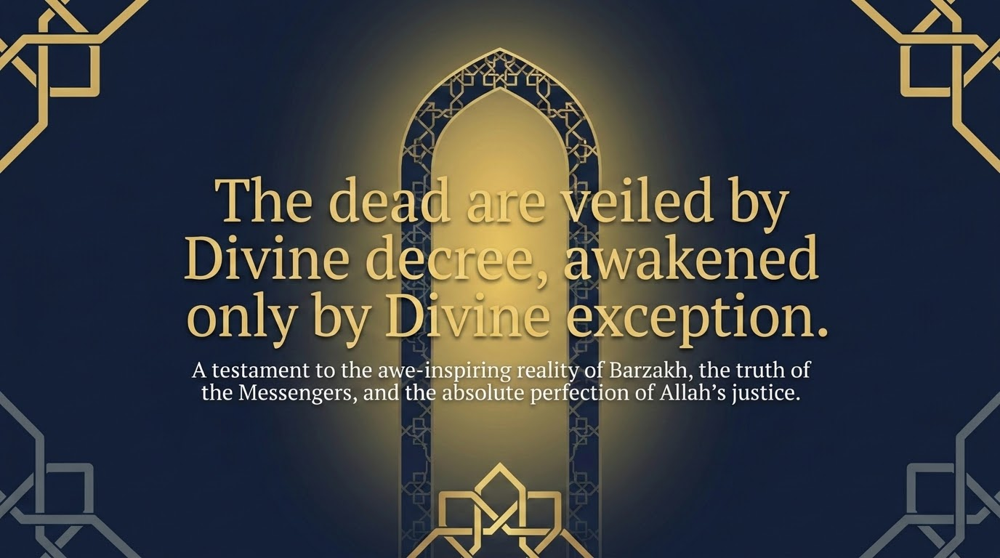 The dead are veiled by
Divine decree, awakened
only by Divine exception.
A testament to the awe-inspiring reality of Barzakh, the truth of
the Messengers, and the absolute perfection of Allah’s justice.